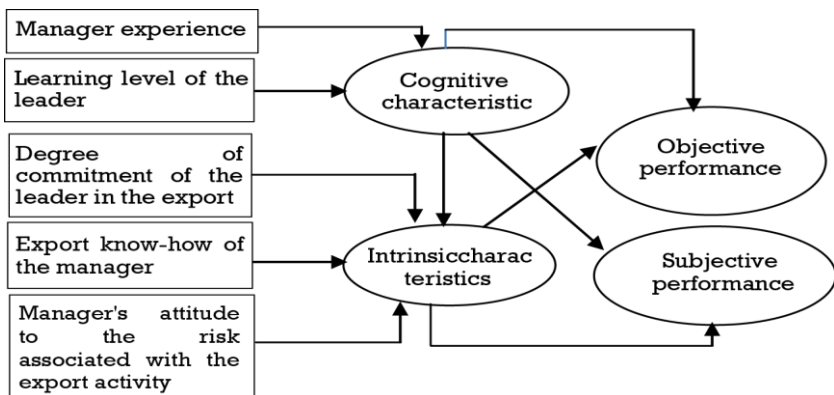 Manager experience
Learning level of the
leader
Degree of
commitment of the
leader in the export
Export know-how of
the manager
Manager's attitude
to the risk
associated with the
export activity
Cognitive
characteristic
Intrinsiccharac
teristics
Objective
performance
Subjective
performance